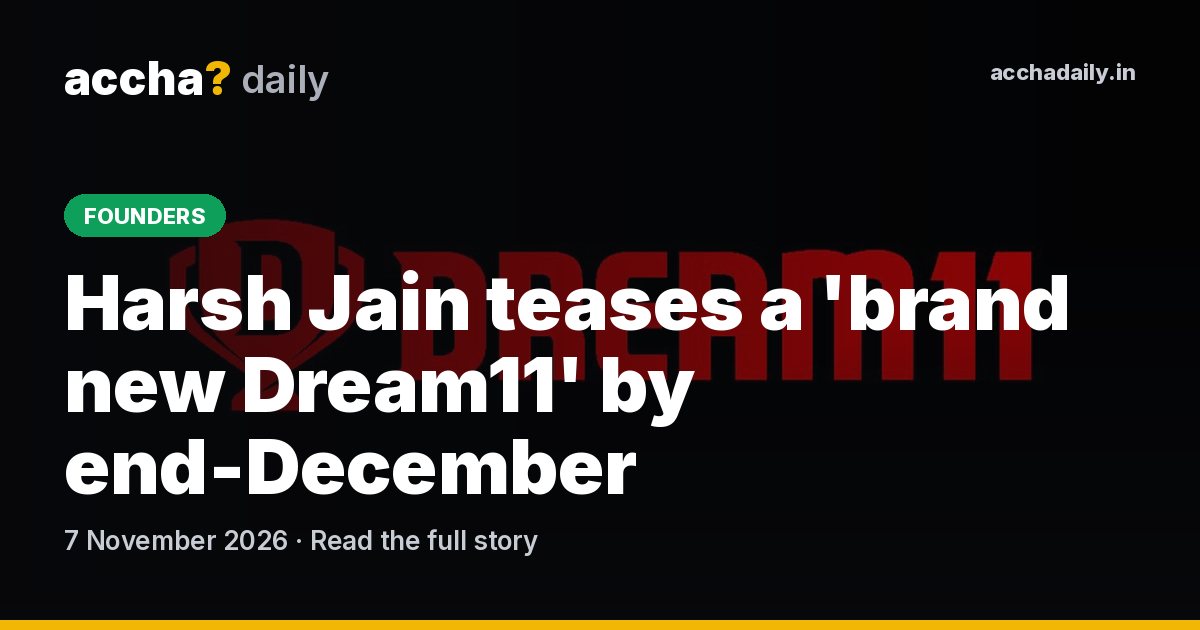 accha? daily
acchadaily.in
FOUNDERS
DREAM11
Harsh Jain teases a 'brand
new Dream11' by
end-December
7 November 2026 · Read the full story